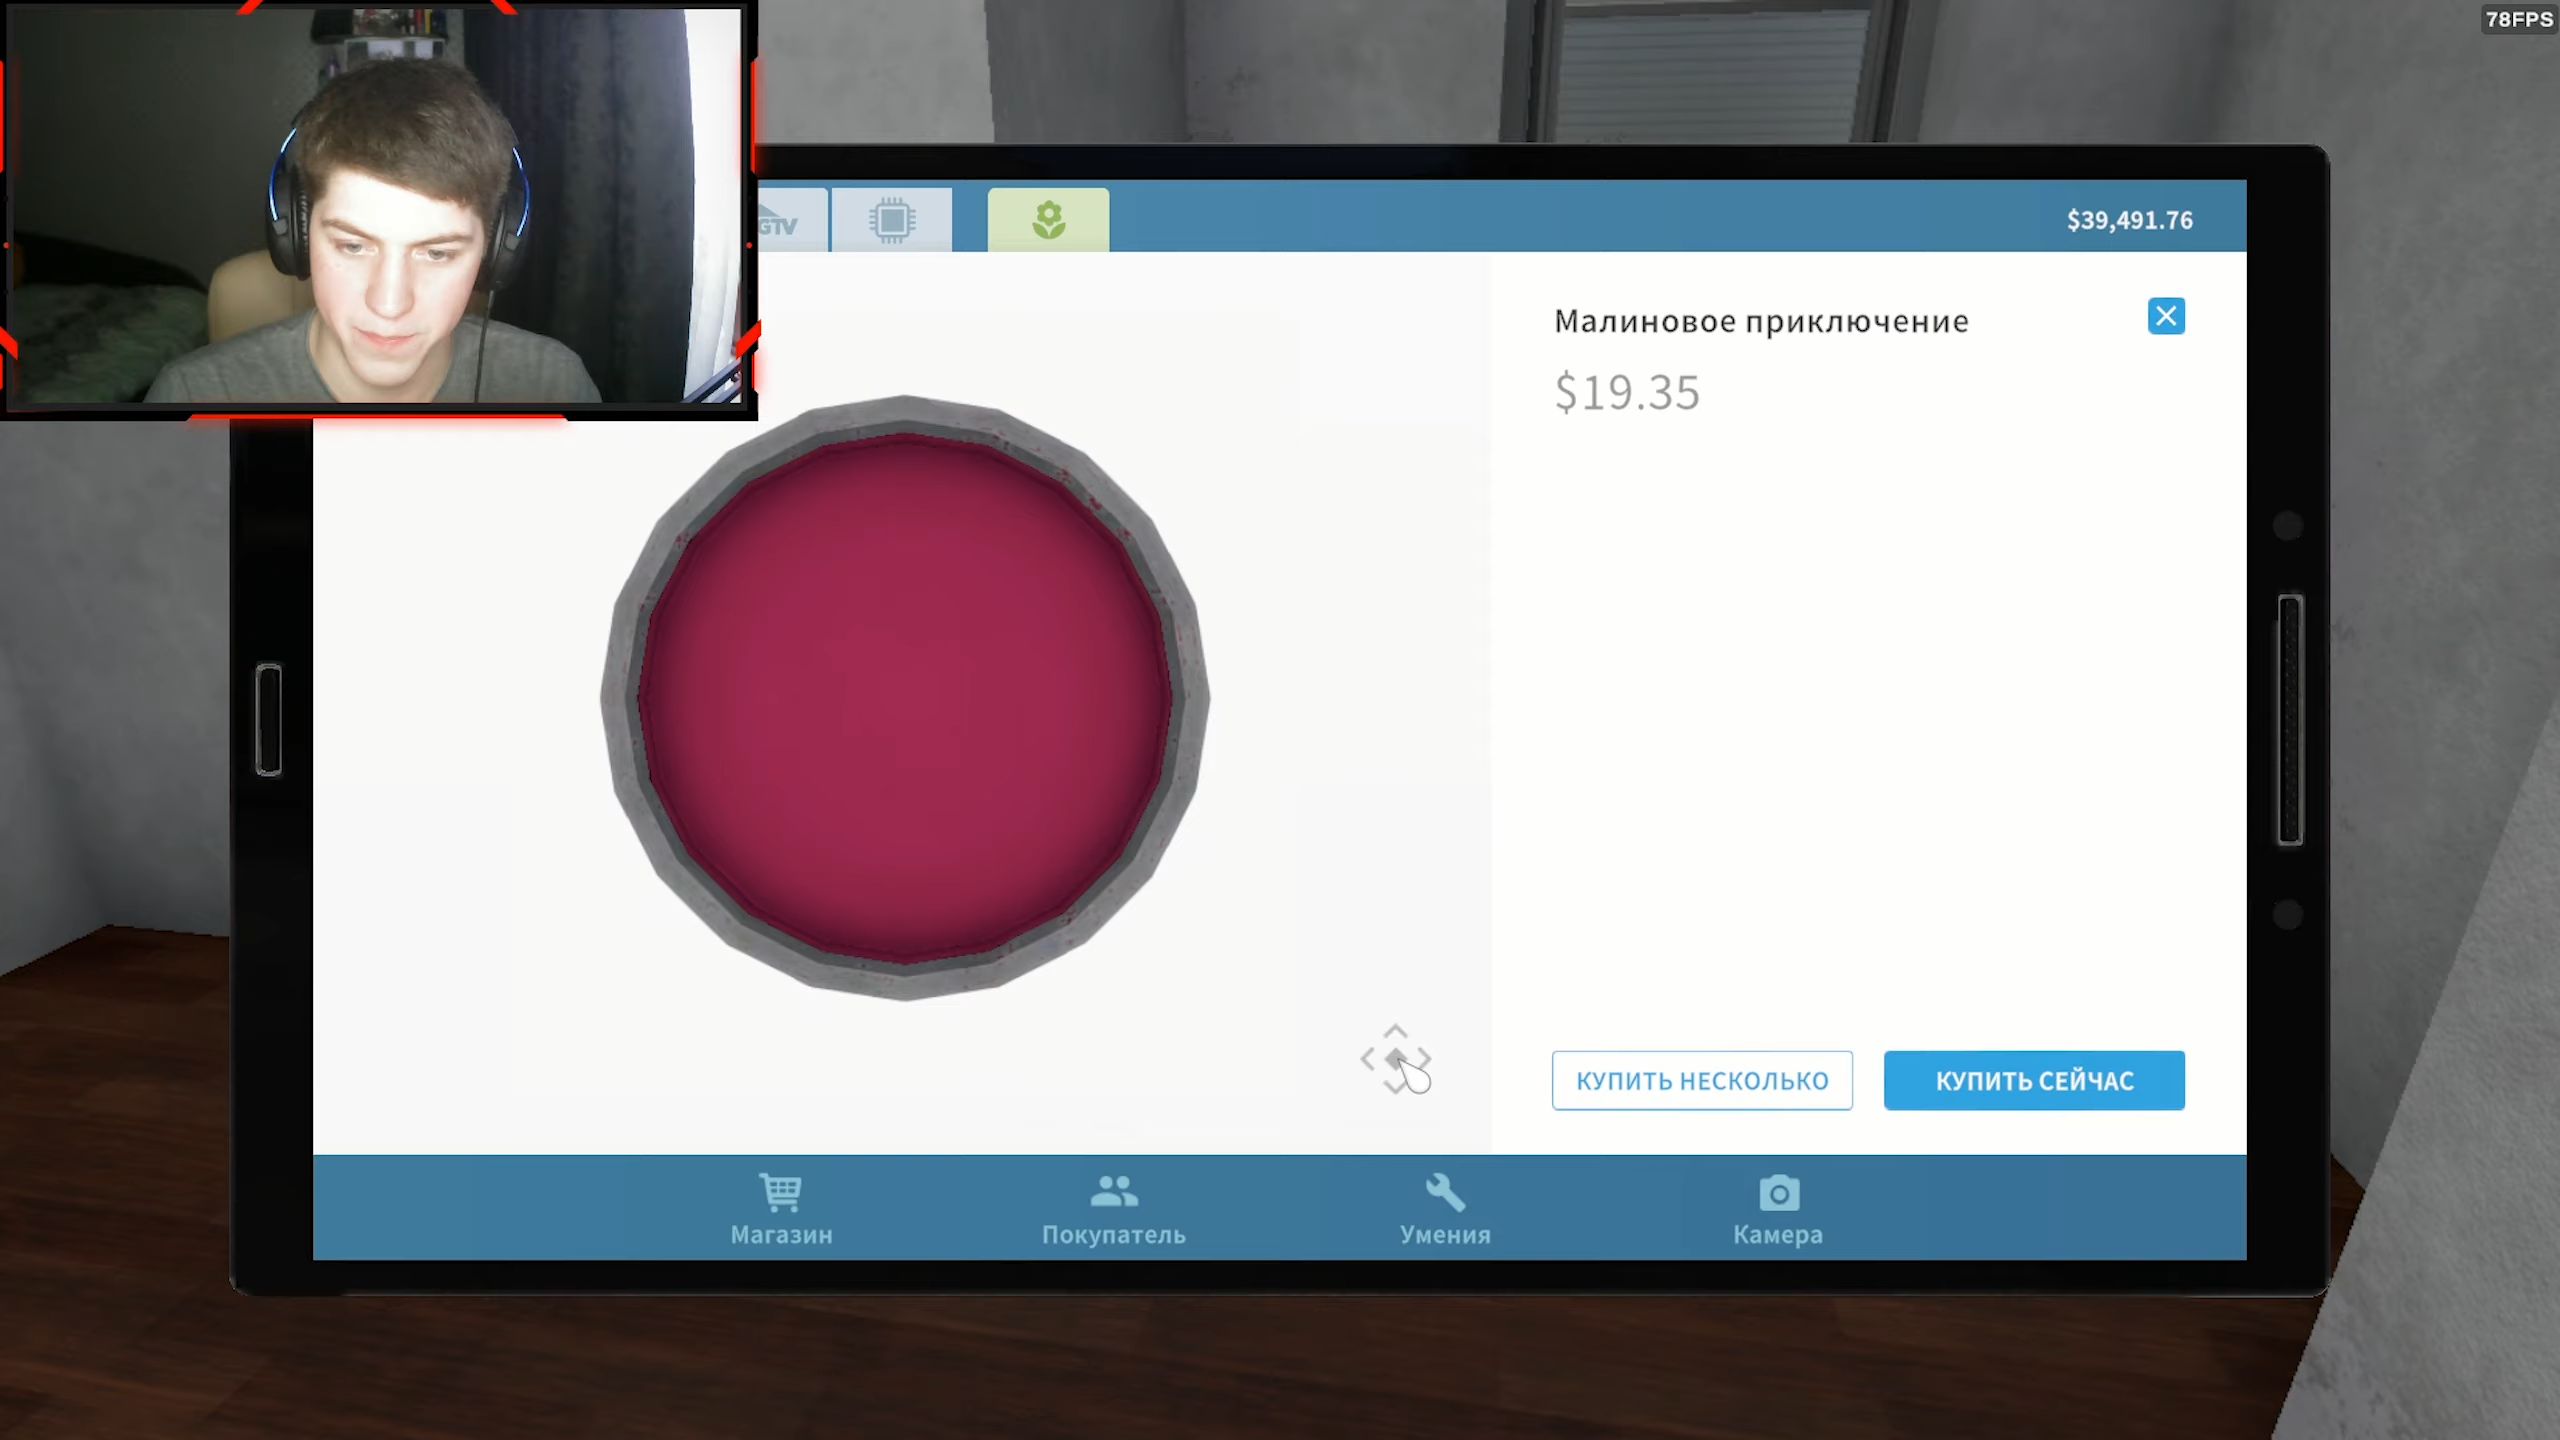 78FPS
GTV
$39,491.76
Малиновое приключение
$19.35
КУПИТЬ НЕСКОЛЬКО
КУПИТЬ СЕЙЧАС
Магазин
Покупатель
Умения
Камера